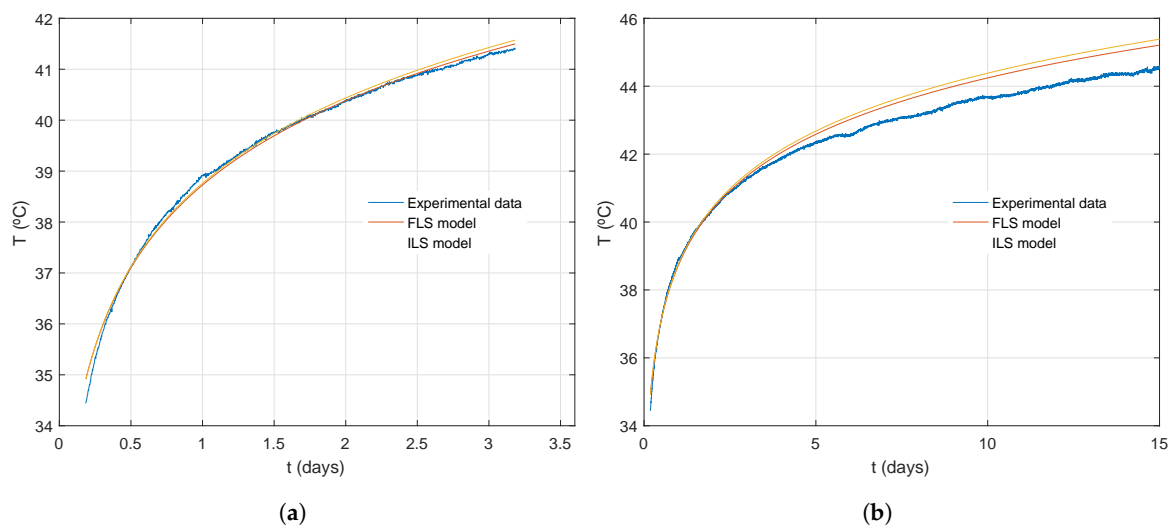 42
41
40
39
38
37
36
35
34
T (ºC)
0
0.5
1
1.5
2
2.5
3
3.5
t (days)
Experimental data
FLS model
ILS model
(a)
46
44
42
40
38
36
34
T (ºC)
0
5
10
15
t (days)
Experimental data
FLS model
ILS model
(b)